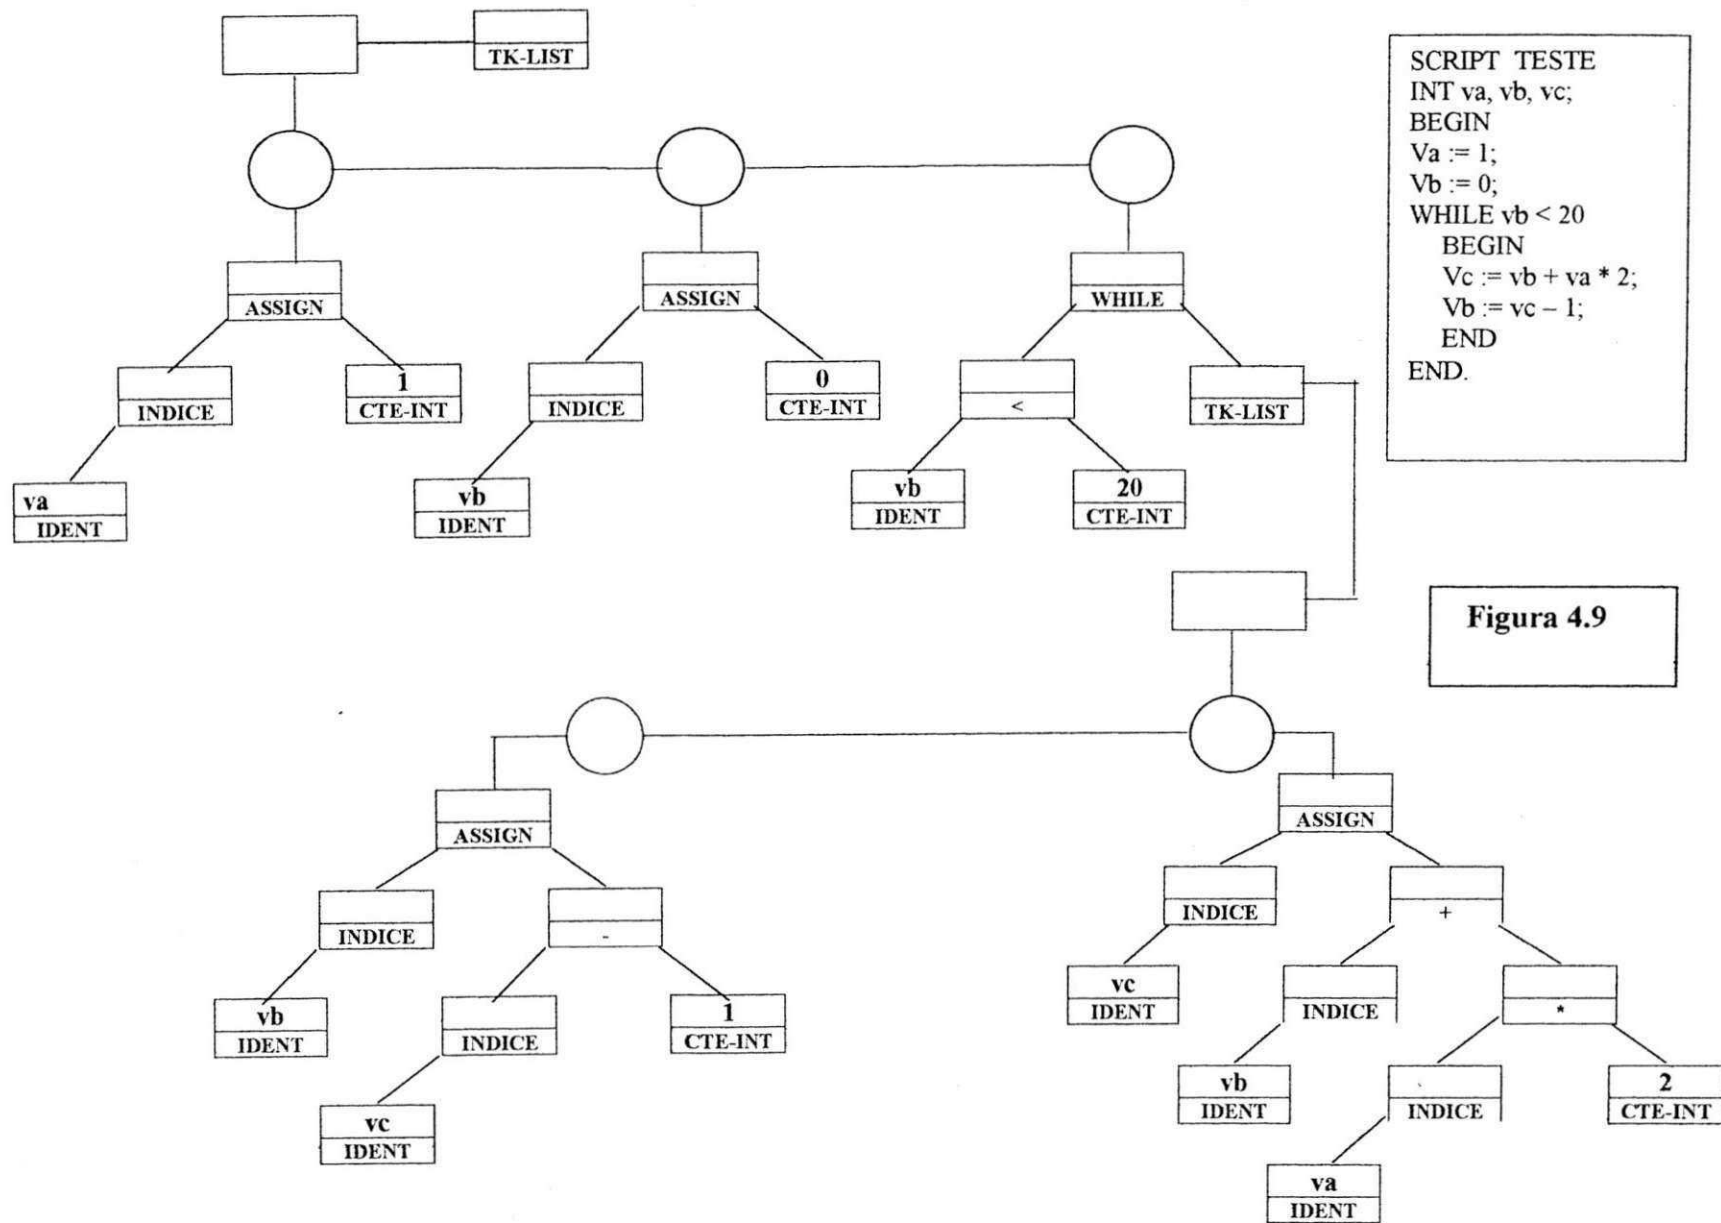 TK-LIST
SCRIPT TESTE
INT va, vb, vc;
BEGIN
Va := 1;
Vb := 0;
WHILE vb < 20
BEGIN
Vc := vb + va * 2;
Vb := vc – 1;
END
END.
ASSIGN
ASSIGN
WHILE
INDICE
1
CTE-INT
INDICE
0
CTE-INT
<
TK-LIST
va
IDENT
vb
IDENT
vb
IDENT
20
CTE-INT
Figura 4.9
ASSIGN
ASSIGN
INDICE
-
INDICE
+
vb
IDENT
INDICE
1
CTE-INT
vc
IDENT
INDICE
*
vc
IDENT
vb
IDENT
INDICE
2
CTE-INT
va
IDENT